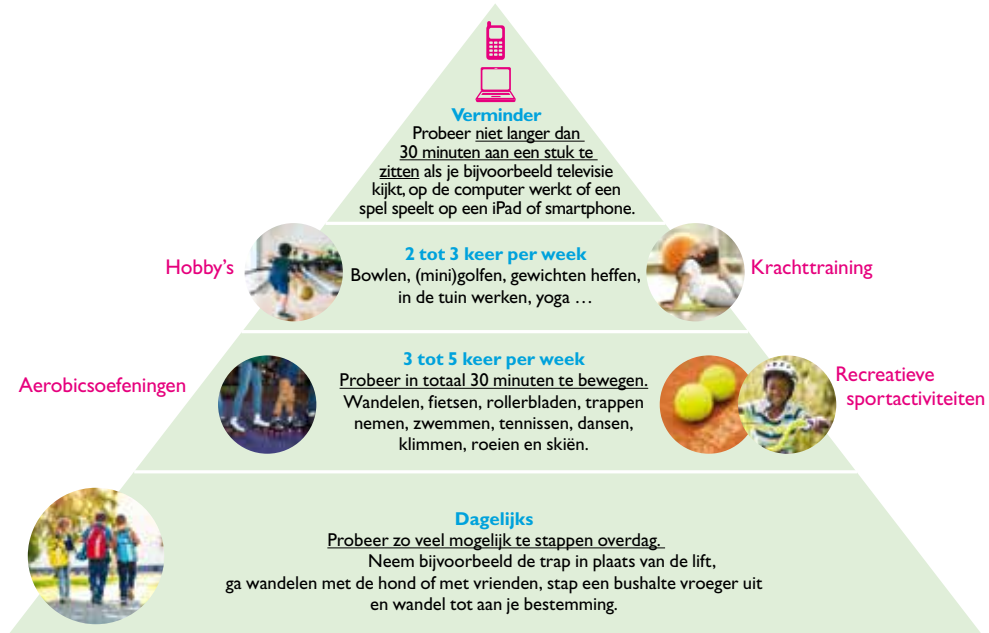 Verminder
Probeer niet langer dan
30 minuten aan een stuk te
zitten als je bijvoorbeeld televisie
kijkt, op de computer werkt of een
spel speelt op een iPad of smartphone.
Hobby's
2 tot 3 keer per week
Bowlen, (mini)golfen, gewichten heffen,
in de tuin werken, yoga …
Krachttraining
Aerobicsoefeningen
3 tot 5 keer per week
Probeer in totaal 30 minuten te bewegen.
Wandelen, fietsen, rollerbladen, trappen
nemen, zwemmen, tennissen, dansen,
klimmen, roeien en skiën.
Recreatieve
sportactiviteiten
Dagelijks
Probeer zo veel mogelijk te stappen overdag.
Neem bijvoorbeeld de trap in plaats van de lift,
ga wandelen met de hond of met vrienden, stap een bushalte vroeger uit
en wandel tot aan je bestemming.